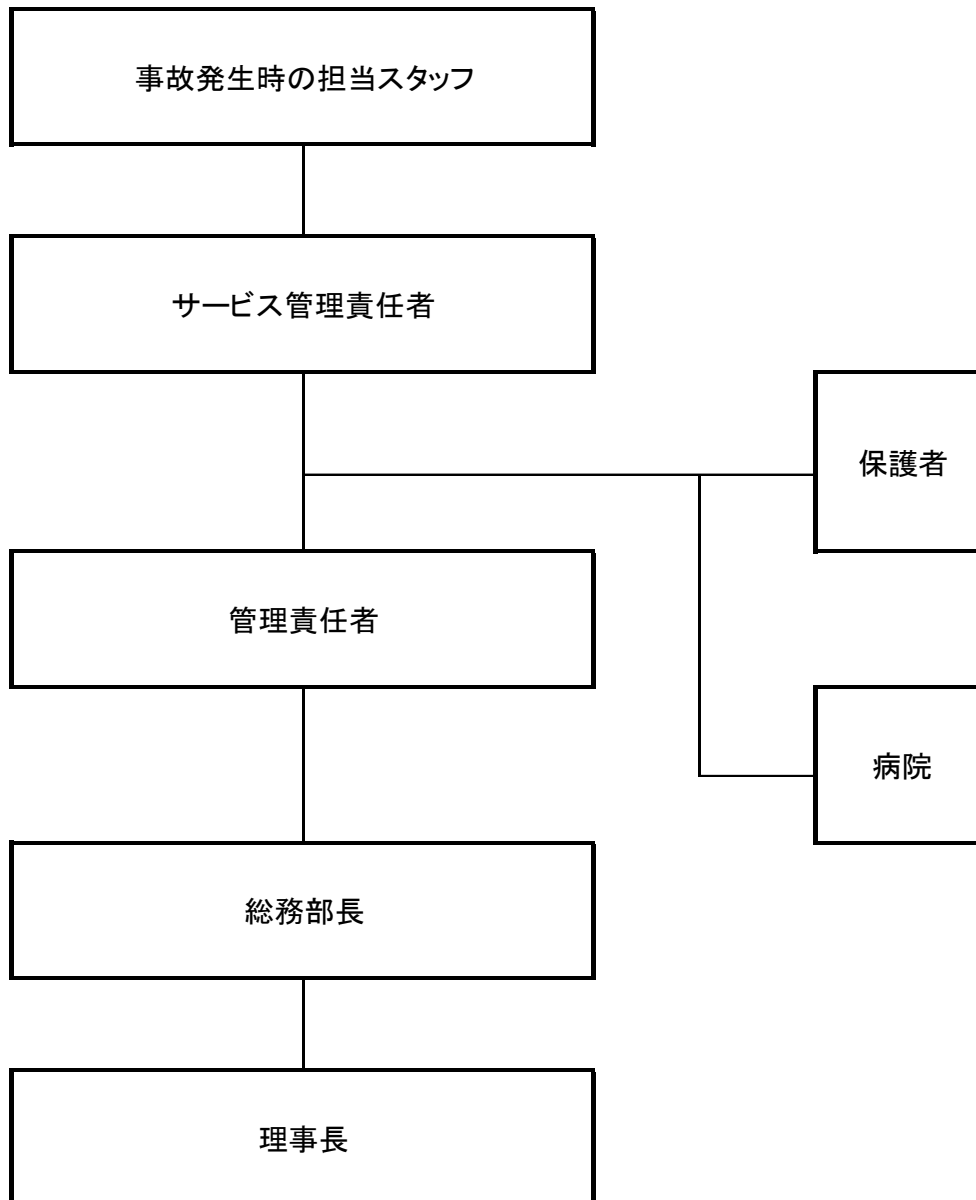 事故発生時の担当スタッフ
サービス管理責任者
保護者
管理責任者
病院
総務部長
理事長